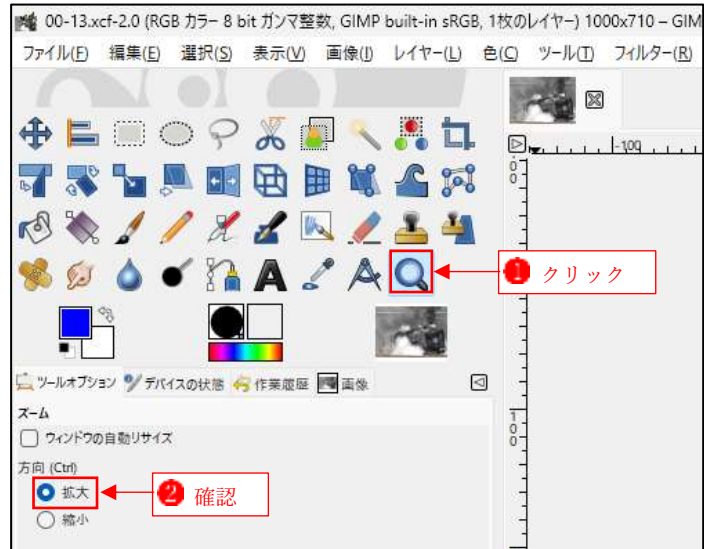 00-13.xcf-2.0 (RGB カラー 8 bit ガンマ整数, GIMP built-in sRGB, 1枚のレイヤー) 1000x710 – GIM
ファイル(F) 編集(E) 選択(S) 表示(V) 画像(I) レイヤー(L) 色(C) ツール(T) フィルター(R)
-100
0
❶ クリック
ツールオプション デバイスの状態 作業履歴 画像
ズーム
ウィンドウの自動リサイズ
100
方向 (Ctrl)
拡大
❷ 確認
縮小